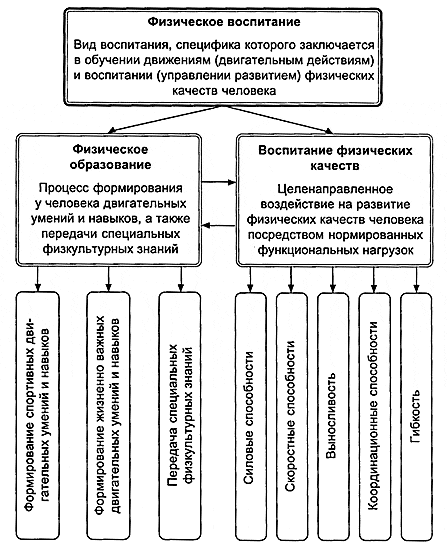 Физическое воспитание
Вид воспитания, специфика которого заключается
в обучении движениям (двигательным действиям)
и воспитании (управлении развитием) физических
качеств человека
Физическое
образование
Процесс формирования
у человека двигательных
умений и навыков, а также
передачи специальных
физкультурных знаний
Воспитание физических
качеств
Целенаправленное
воздействие на развитие
физических качеств человека
посредством нормированных
функциональных нагрузок
Формирование спортивных дви-
гательных умений и навыков
Формирование жизненно важных
двигательных умений и навыков
Передача специальных
физкультурных знаний
Силовые способности
Скоростные способности
Выносливость
Координационные способности
Гибкость